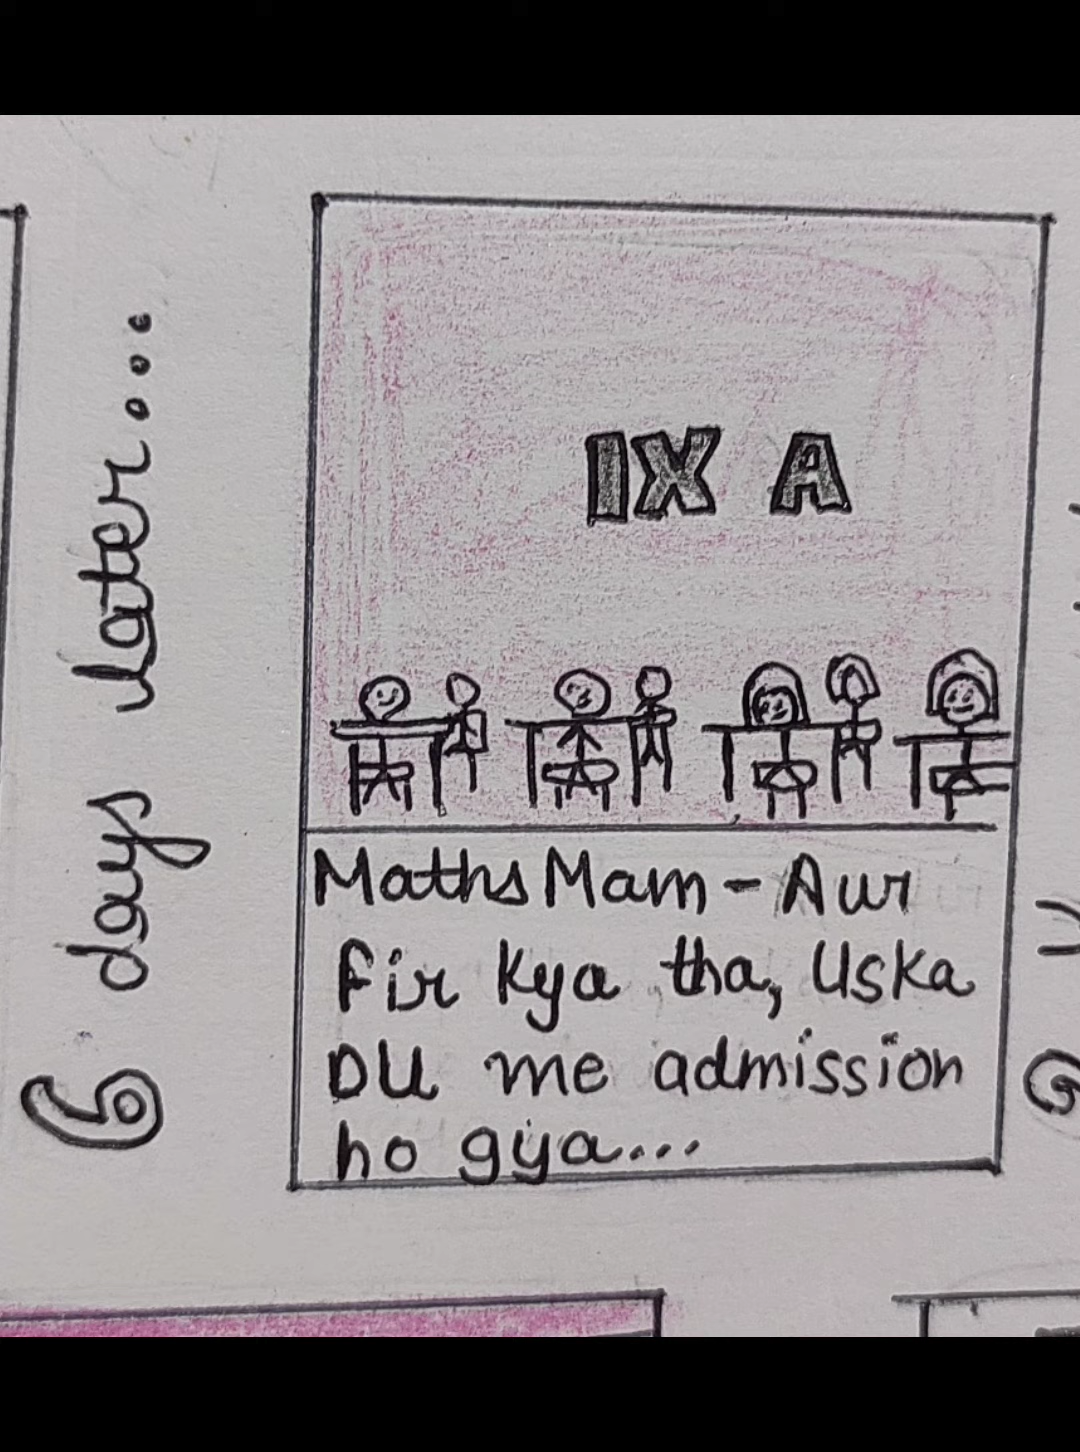 6 days later...
IX A
Maths Mam - Aur
Fir Kya tha, Uska
DU me admission
ho gya...